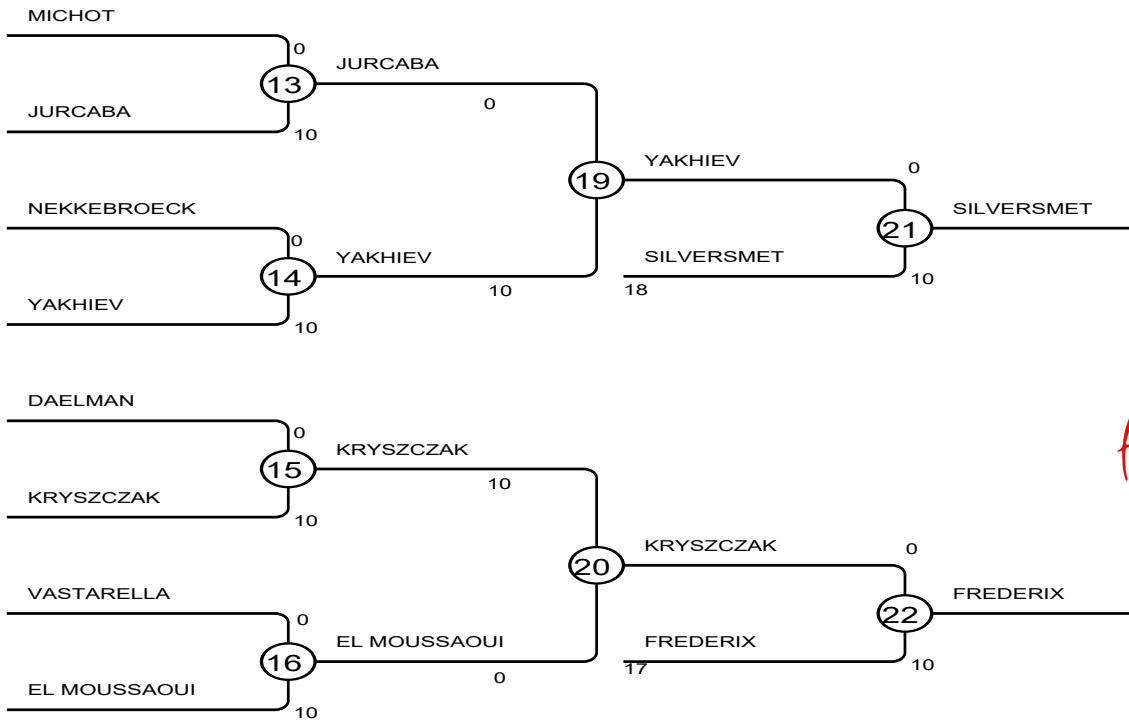 MICHOT
0
13
JURCABA
0
JURCABA
10
19
YAKHIEV
0
NEKKEBROECK
0
14
YAKHIEV
10
YAKHIEV
10
21
SILVERSMET
SILVERSMET
18
10
DAELMAN
0
15
KRYSZCZAK
10
KRYSZCZAK
10
20
KRYSZCZAK
0
VASTARELLA
0
16
EL MOUSSAOUI
0
EL MOUSSAOUI
10
22
FREDERIX
FREDERIX
17
10